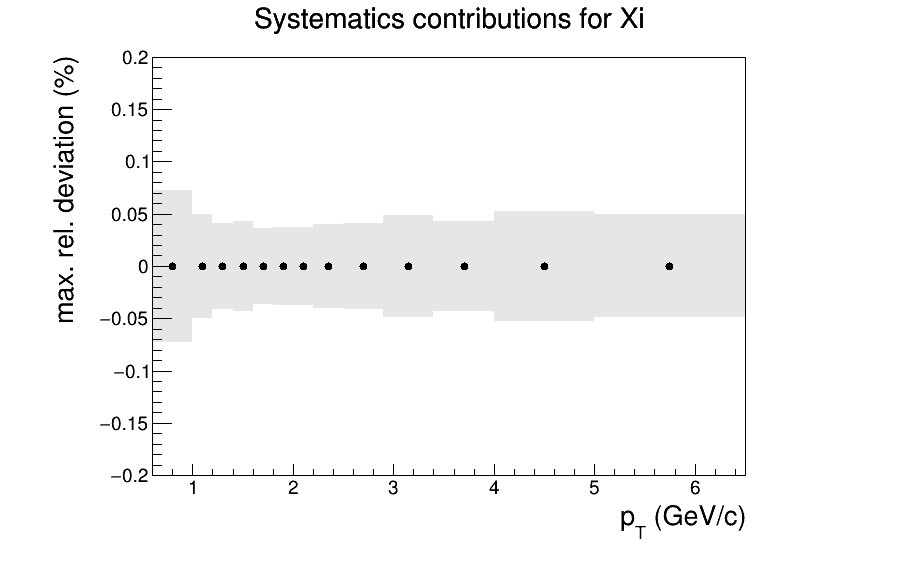 Systematics contributions for Xi
max. rel. deviation (%)
0.2
0.15
0.1
0.05
0
−0.05
−0.1
−0.15
−0.2
1 2 3 4 5 6
p_T (GeV/c)